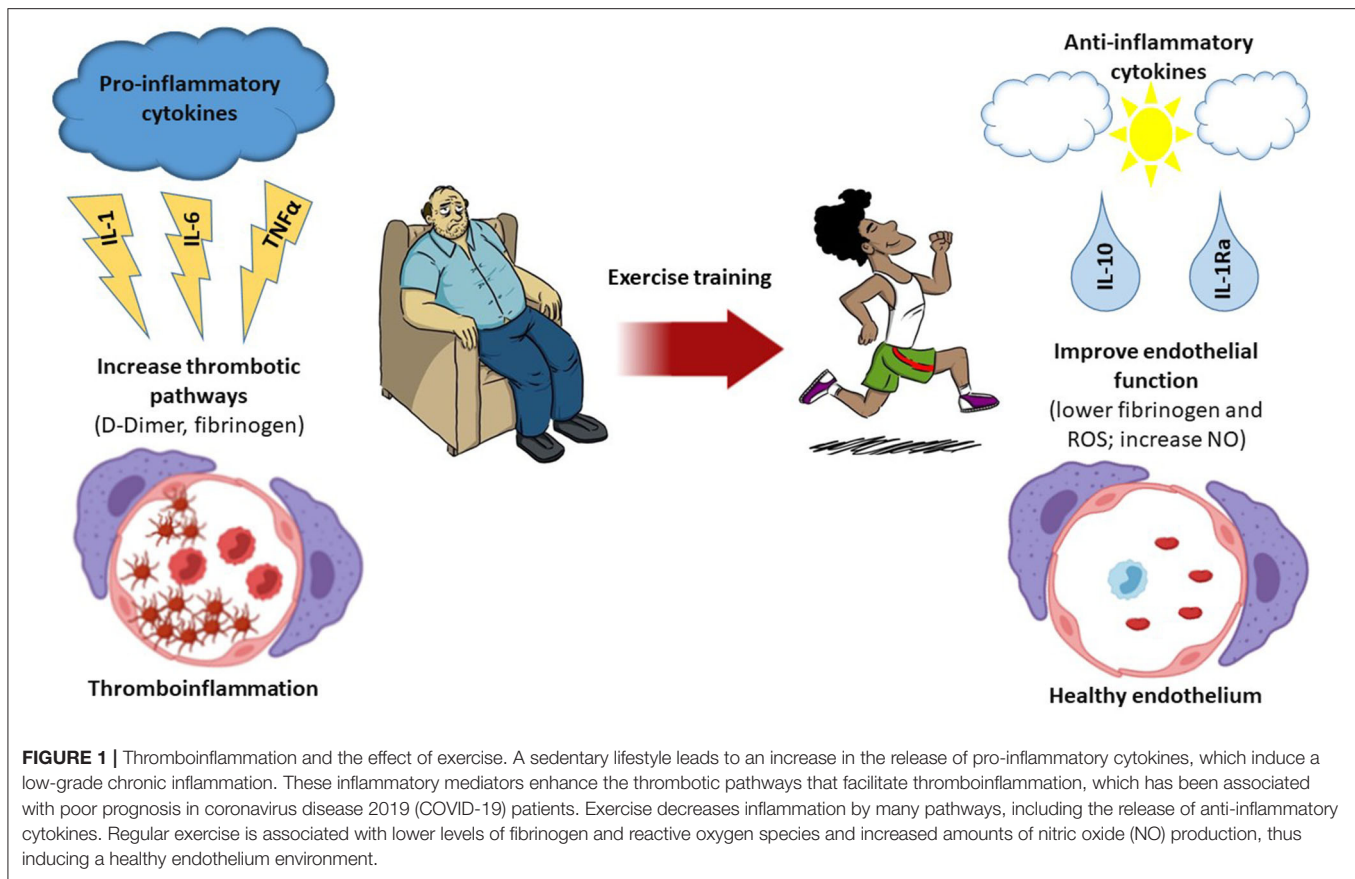 Pro-inflammatory
cytokines
IL-1
IL-6
TNFα
Increase thrombotic
pathways
(D-Dimer, fibrinogen)
Thromboinflammation
Exercise training
Anti-inflammatory
cytokines
IL-10
IL-1Ra
Improve endothelial
function
(lower fibrinogen and
ROS; increase NO)
Healthy endothelium
FIGURE 1 | Thromboinflammation and the effect of exercise. A sedentary lifestyle leads to an increase in the release of pro-inflammatory cytokines, which induce a
low-grade chronic inflammation. These inflammatory mediators enhance the thrombotic pathways that facilitate thromboinflammation, which has been associated
with poor prognosis in coronavirus disease 2019 (COVID-19) patients. Exercise decreases inflammation by many pathways, including the release of anti-inflammatory
cytokines. Regular exercise is associated with lower levels of fibrinogen and reactive oxygen species and increased amounts of nitric oxide (NO) production, thus
inducing a healthy endothelium environment.